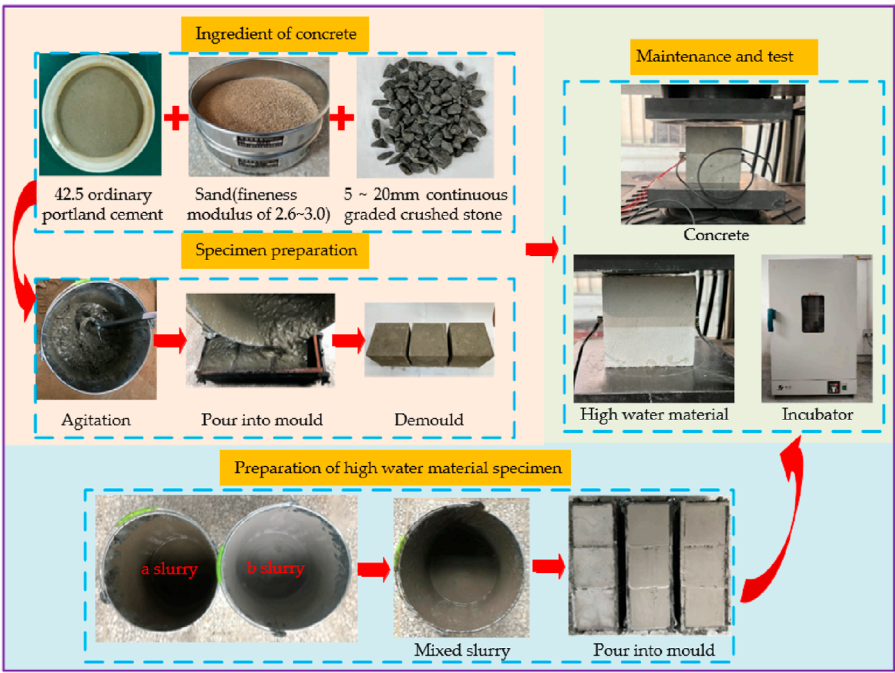 Ingredient of concrete
42.5 ordinary
portland cement
Sand(fineness
modulus of 2.6~3.0)
5 ~ 20mm continuous
graded crushed stone
Specimen preparation
Agitation
Pour into mould
Demould
Maintenance and test
Concrete
High water material
Incubator
Preparation of high water material specimen
a slurry
b slurry
Mixed slurry
Pour into mould